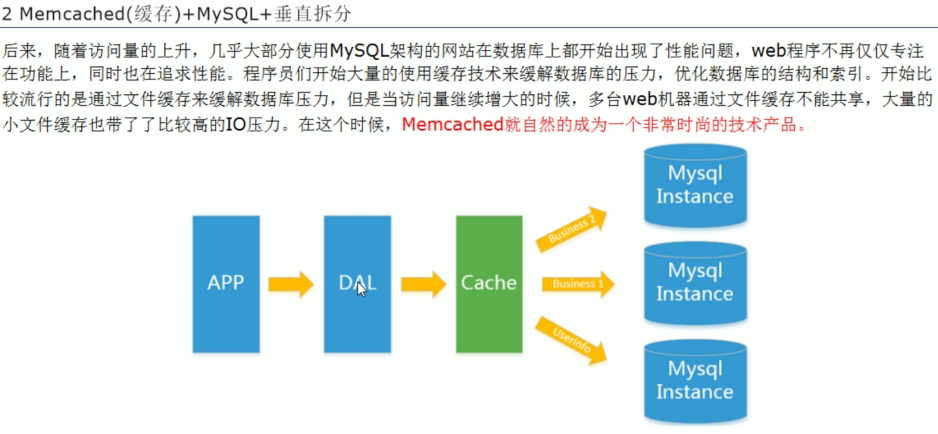 2 Memcached(缓存)+MySQL+垂直拆分
后来，随着访问量的上升，几乎大部分使用MySQL架构的网站在数据库上都开始出现了性能问题，web程序不再仅仅专注
在功能上，同时也在追求性能。程序员们开始大量的使用缓存技术来缓解数据库的压力，优化数据库的结构和索引。开始比
较流行的是通过文件缓存来缓解数据库压力，但是当访问量继续增大的时候，多台web机器通过文件缓存不能共享，大量的
小文件缓存也带了了比较高的IO压力。在这个时候，Memcached就自然的成为一个非常时尚的技术产品。
APP
DAL
Cache
Business 2
Business 1
UserInfo
Mysql
Instance
Mysql
Instance
Mysql
Instance